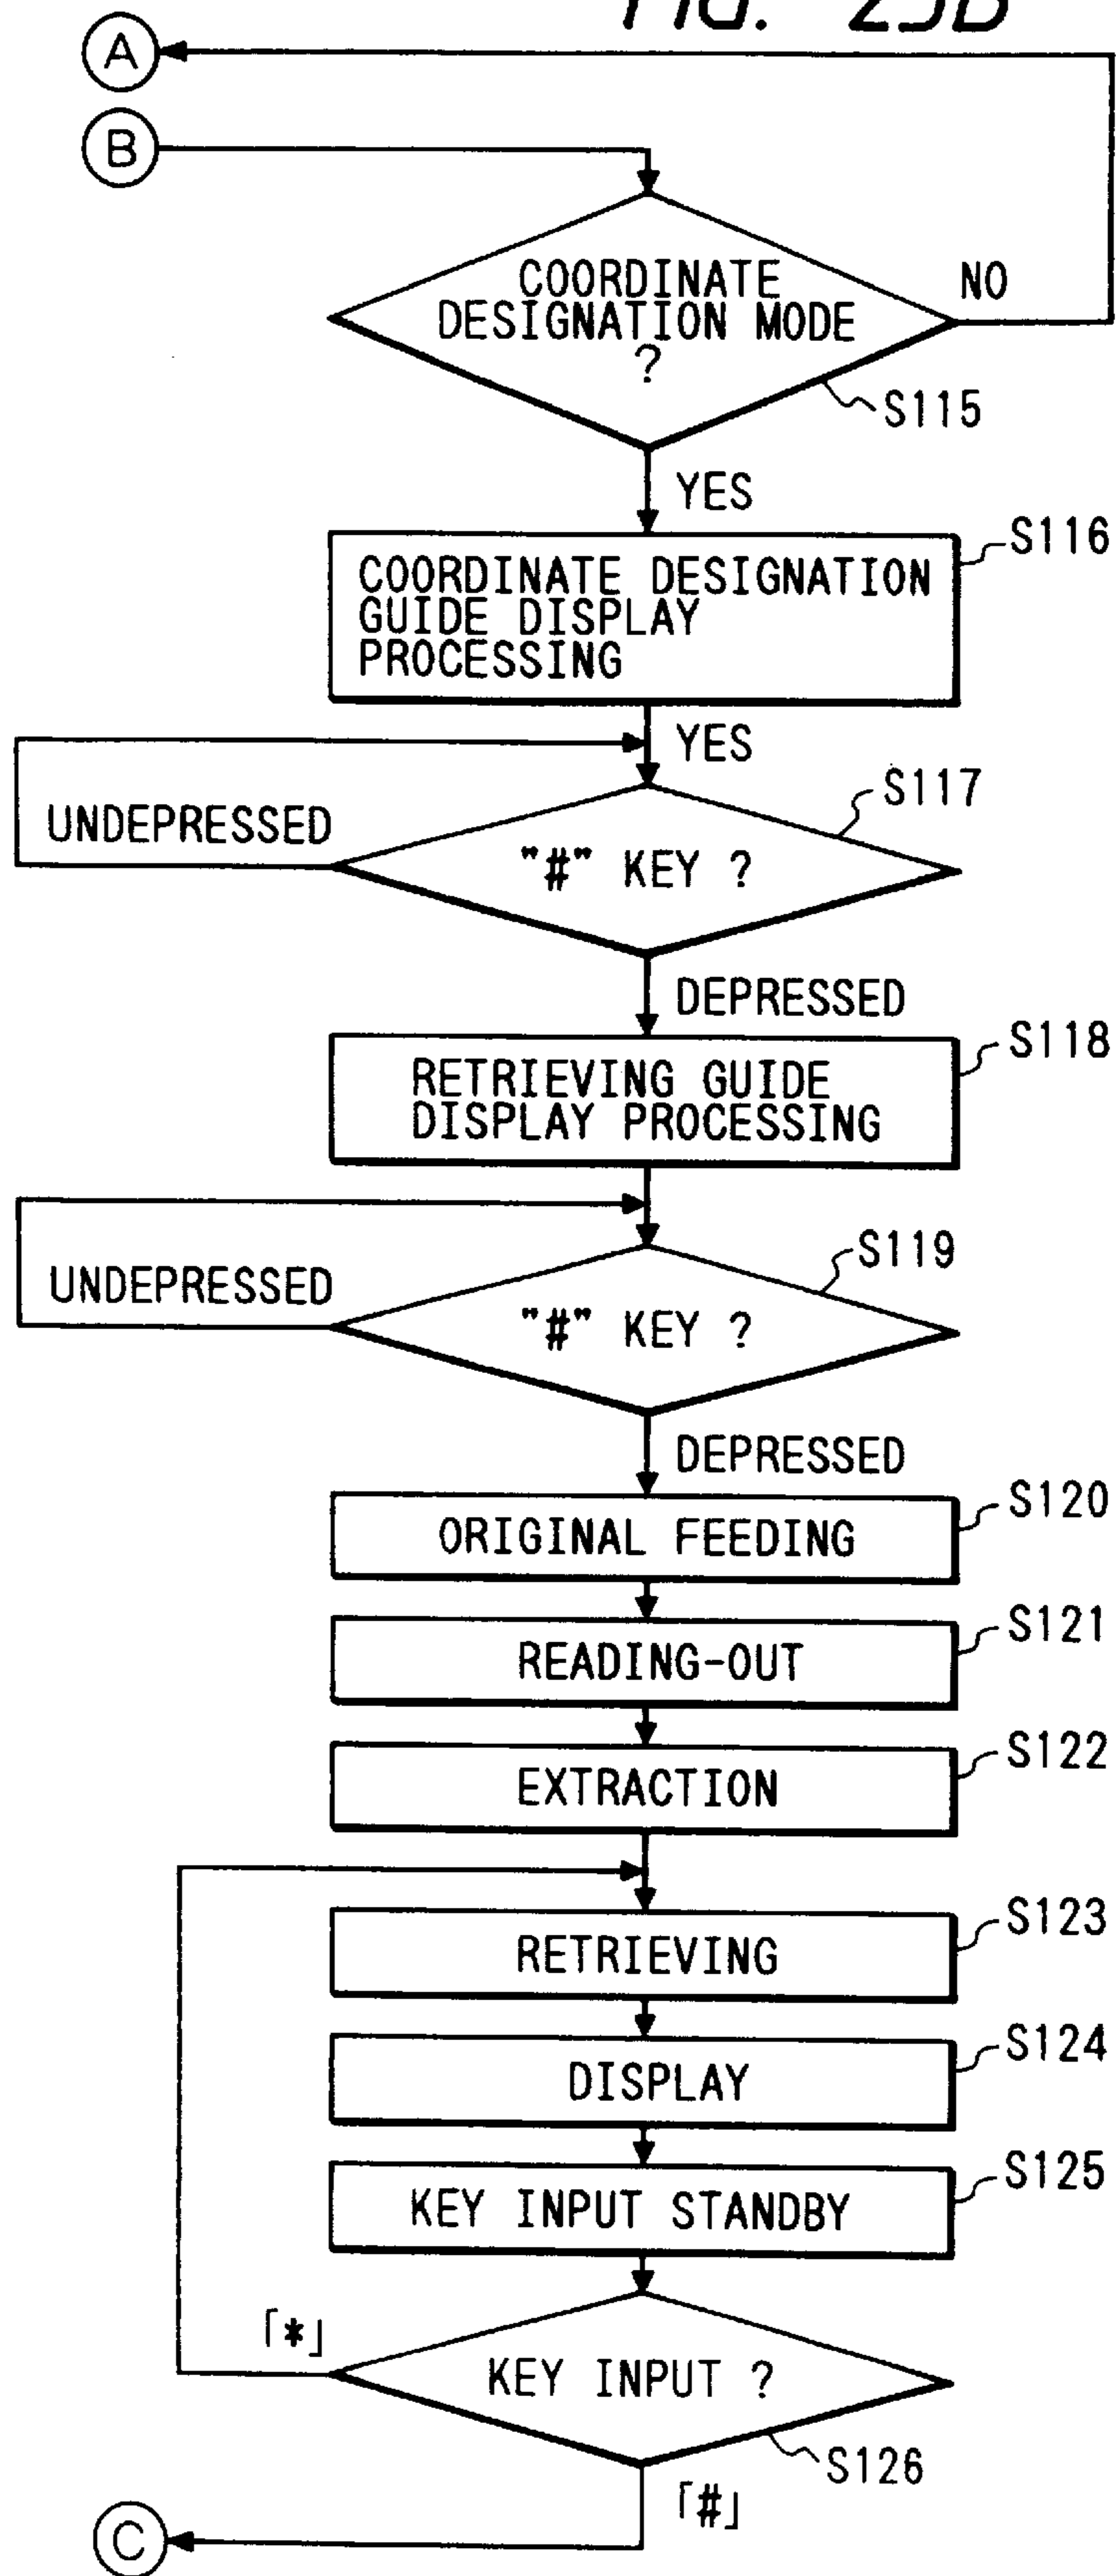 FIG. 25B
A
B
COORDINATE
DESIGNATION MODE
?
NO
S115
YES
S116
COORDINATE DESIGNATION
GUIDE DISPLAY
PROCESSING
YES
S117
UNDEPRESSED
"#" KEY ?
DEPRESSED
S118
RETRIEVING GUIDE
DISPLAY PROCESSING
S119
UNDEPRESSED
"#" KEY ?
DEPRESSED
S120
ORIGINAL FEEDING
S121
READING-OUT
S122
EXTRACTION
S123
RETRIEVING
S124
DISPLAY
S125
KEY INPUT STANDBY
「*」
KEY INPUT ?
S126
「#」
C